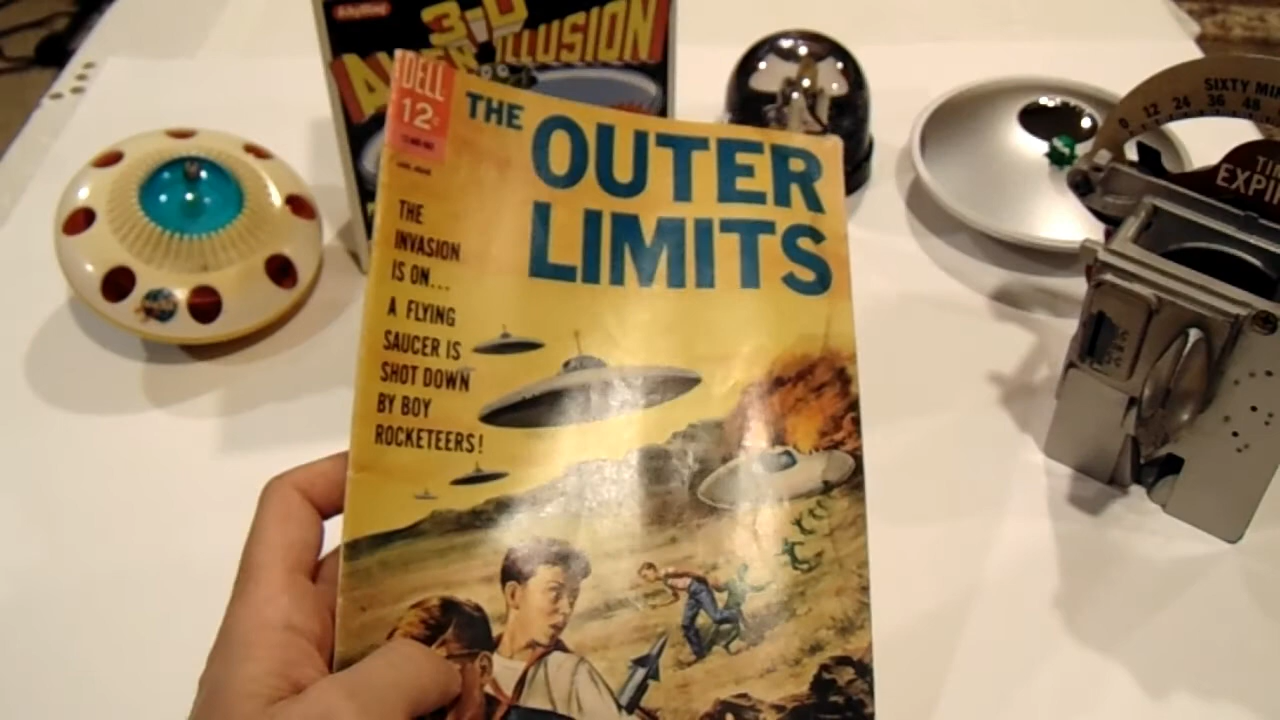 3-D
ALIEN ILLUSION
DELL
12¢
THE
OUTER
LIMITS
THE
INVASION
IS ON...
A FLYING
SAUCER IS
SHOT DOWN
BY BOY
ROCKETEERS!
SIXTY MI
0 12 24 36 48
EXPI